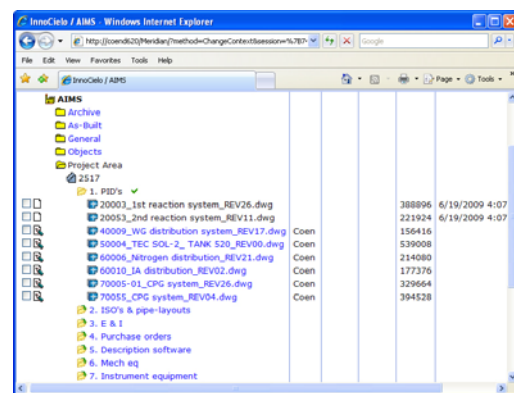 InnoCielo / AIMS - Windows Internet Explorer
http://coendi620/Meridian/?method=ChangeContext&session=%7B7- Google
File Edit View Favorites Tools Help
InnoCielo / AIMS Page Tools
AIMS
Archive
As-Built
General
Objects
Project Area
2517
1. PID's
20003_1st reaction system_REV26.dwg 388896 6/19/2009 4:07
20053_2nd reaction system_REV11.dwg 221924 6/19/2009 4:07
40009_WG distribution system_REV17.dwg Coen 156416
50004_TEC SOL-2_ TANK 520_REV00.dwg Coen 539008
60006_Nitrogen distribution_REV21.dwg Coen 214080
60010_IA distribution_REV02.dwg Coen 177376
70005-01_CPG system_REV26.dwg Coen 329664
70055_CPG system_REV04.dwg Coen 394528
2. ISO's & pipe-layouts
3. E & I
4. Purchase orders
5. Description software
6. Mech eq
7. Instrument equipment